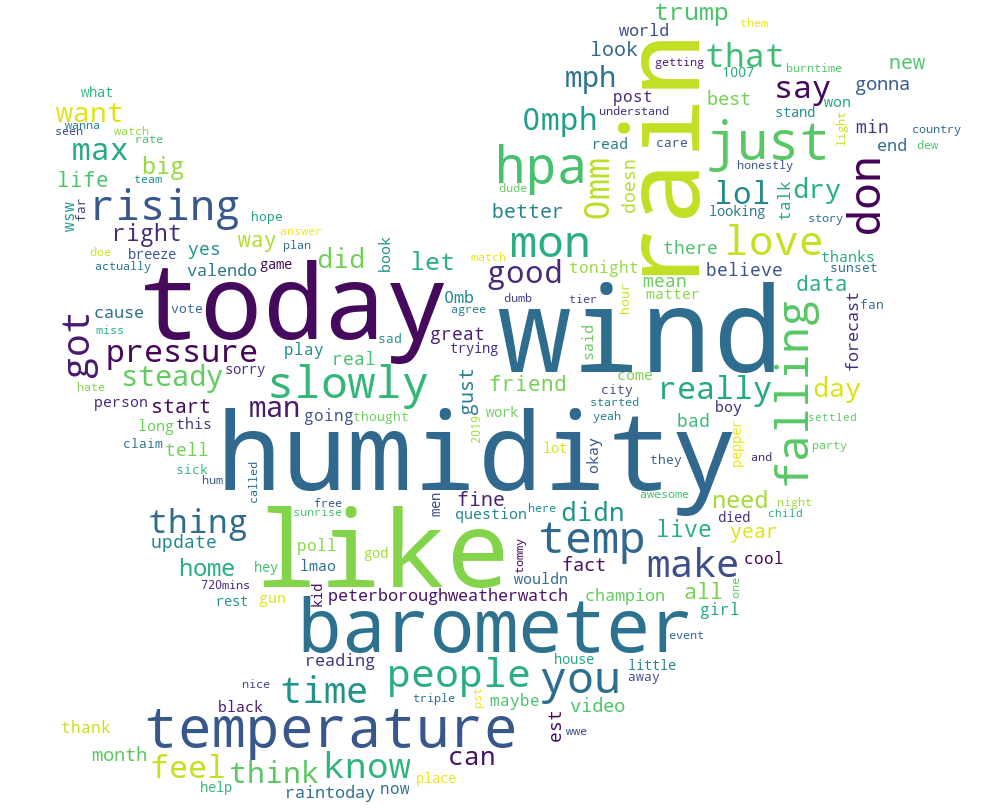 trump
them
world
what
look
getting
that
new
mph
1007
burntime
gonna
want
post
best
say
won
wanna
0mph
understand
stand
light
seen
watch
rate
max
read
care
just
min
country
hpa
rain
honestly
end
dew
big
team
life
dude
0mm
doesn
lol
talk
dry
don
wsw
far
rising
better
looking
story
hope
right
way
answer
yes
plan
book
mon
there
love
thanks
breeze
did
let
match
doe
valendo
game
good
tonight
believe
sunset
actually
mean
data
fan
today
0mb
dumb
tier
hour
matter
wind
forecast
cause
vote
agree
miss
got
sad
great
said
falling
pressure
play
real
trying
steady
sorry
slowly
gust
friend
come
really
day
hate
city
person
start
man
going
thought
work
started
boy
settled
long
this
2019
yeah
bad
pepper
claim
tell
humidity
lot
okay
they
and
party
sick
hum
called
free
sunrise
like
men
fine
here
awesome
need
night
child
thing
question
didn
live
died
year
update
poll
temp
home
hey
lmao
god
tommy
fact
make
cool
wouldn
720mins
rest
gun
kid
peterboroughweatherwatch
champion
all
one
girl
barometer
event
reading
people
house
little
nice
time
you
away
black
triple
pst
maybe
video
thank
temperature
est
wwe
month
feel
think
know
can
place
help
raintoday
now